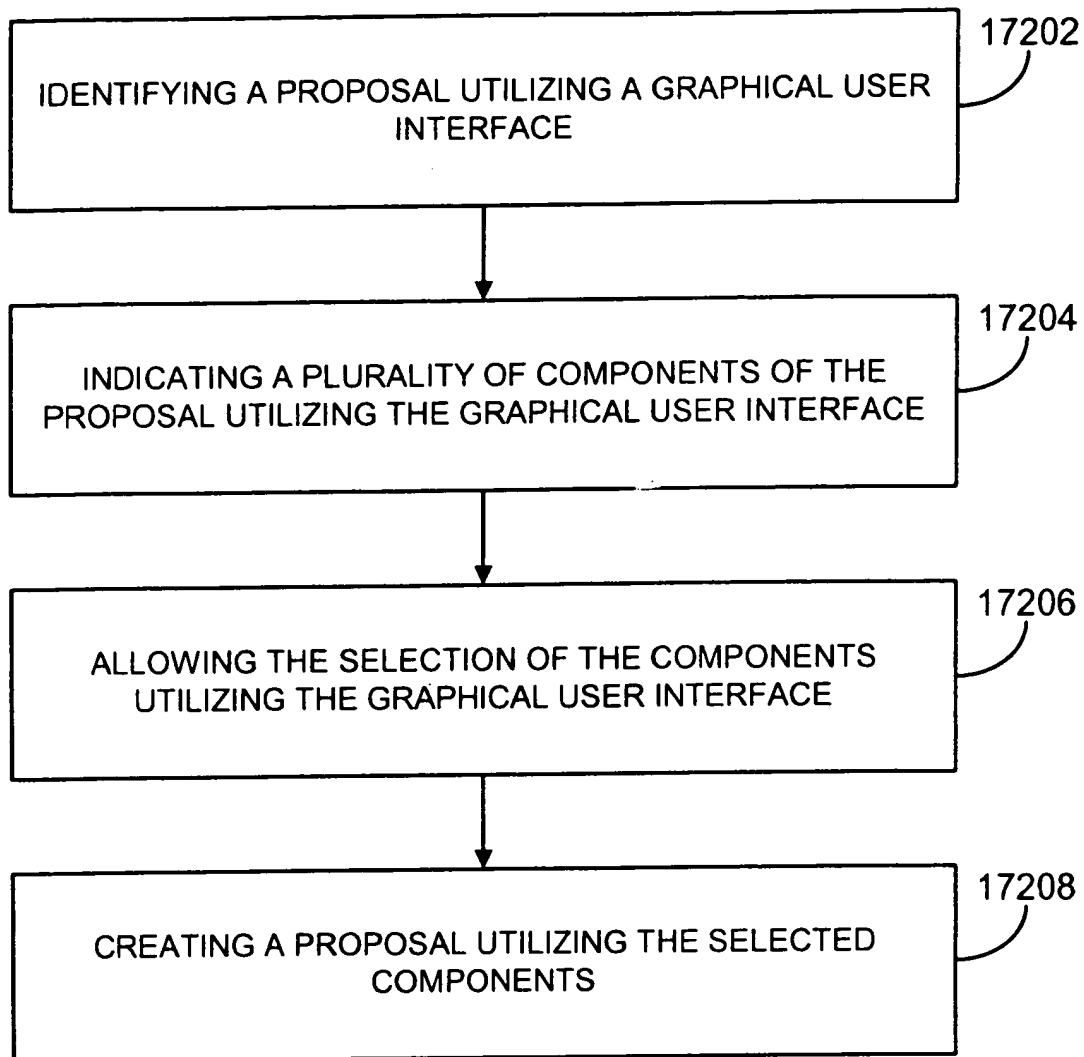 17202
IDENTIFYING A PROPOSAL UTILIZING A GRAPHICAL USER
INTERFACE
17204
INDICATING A PLURALITY OF COMPONENTS OF THE
PROPOSAL UTILIZING THE GRAPHICAL USER INTERFACE
17206
ALLOWING THE SELECTION OF THE COMPONENTS
UTILIZING THE GRAPHICAL USER INTERFACE
17208
CREATING A PROPOSAL UTILIZING THE SELECTED
COMPONENTS